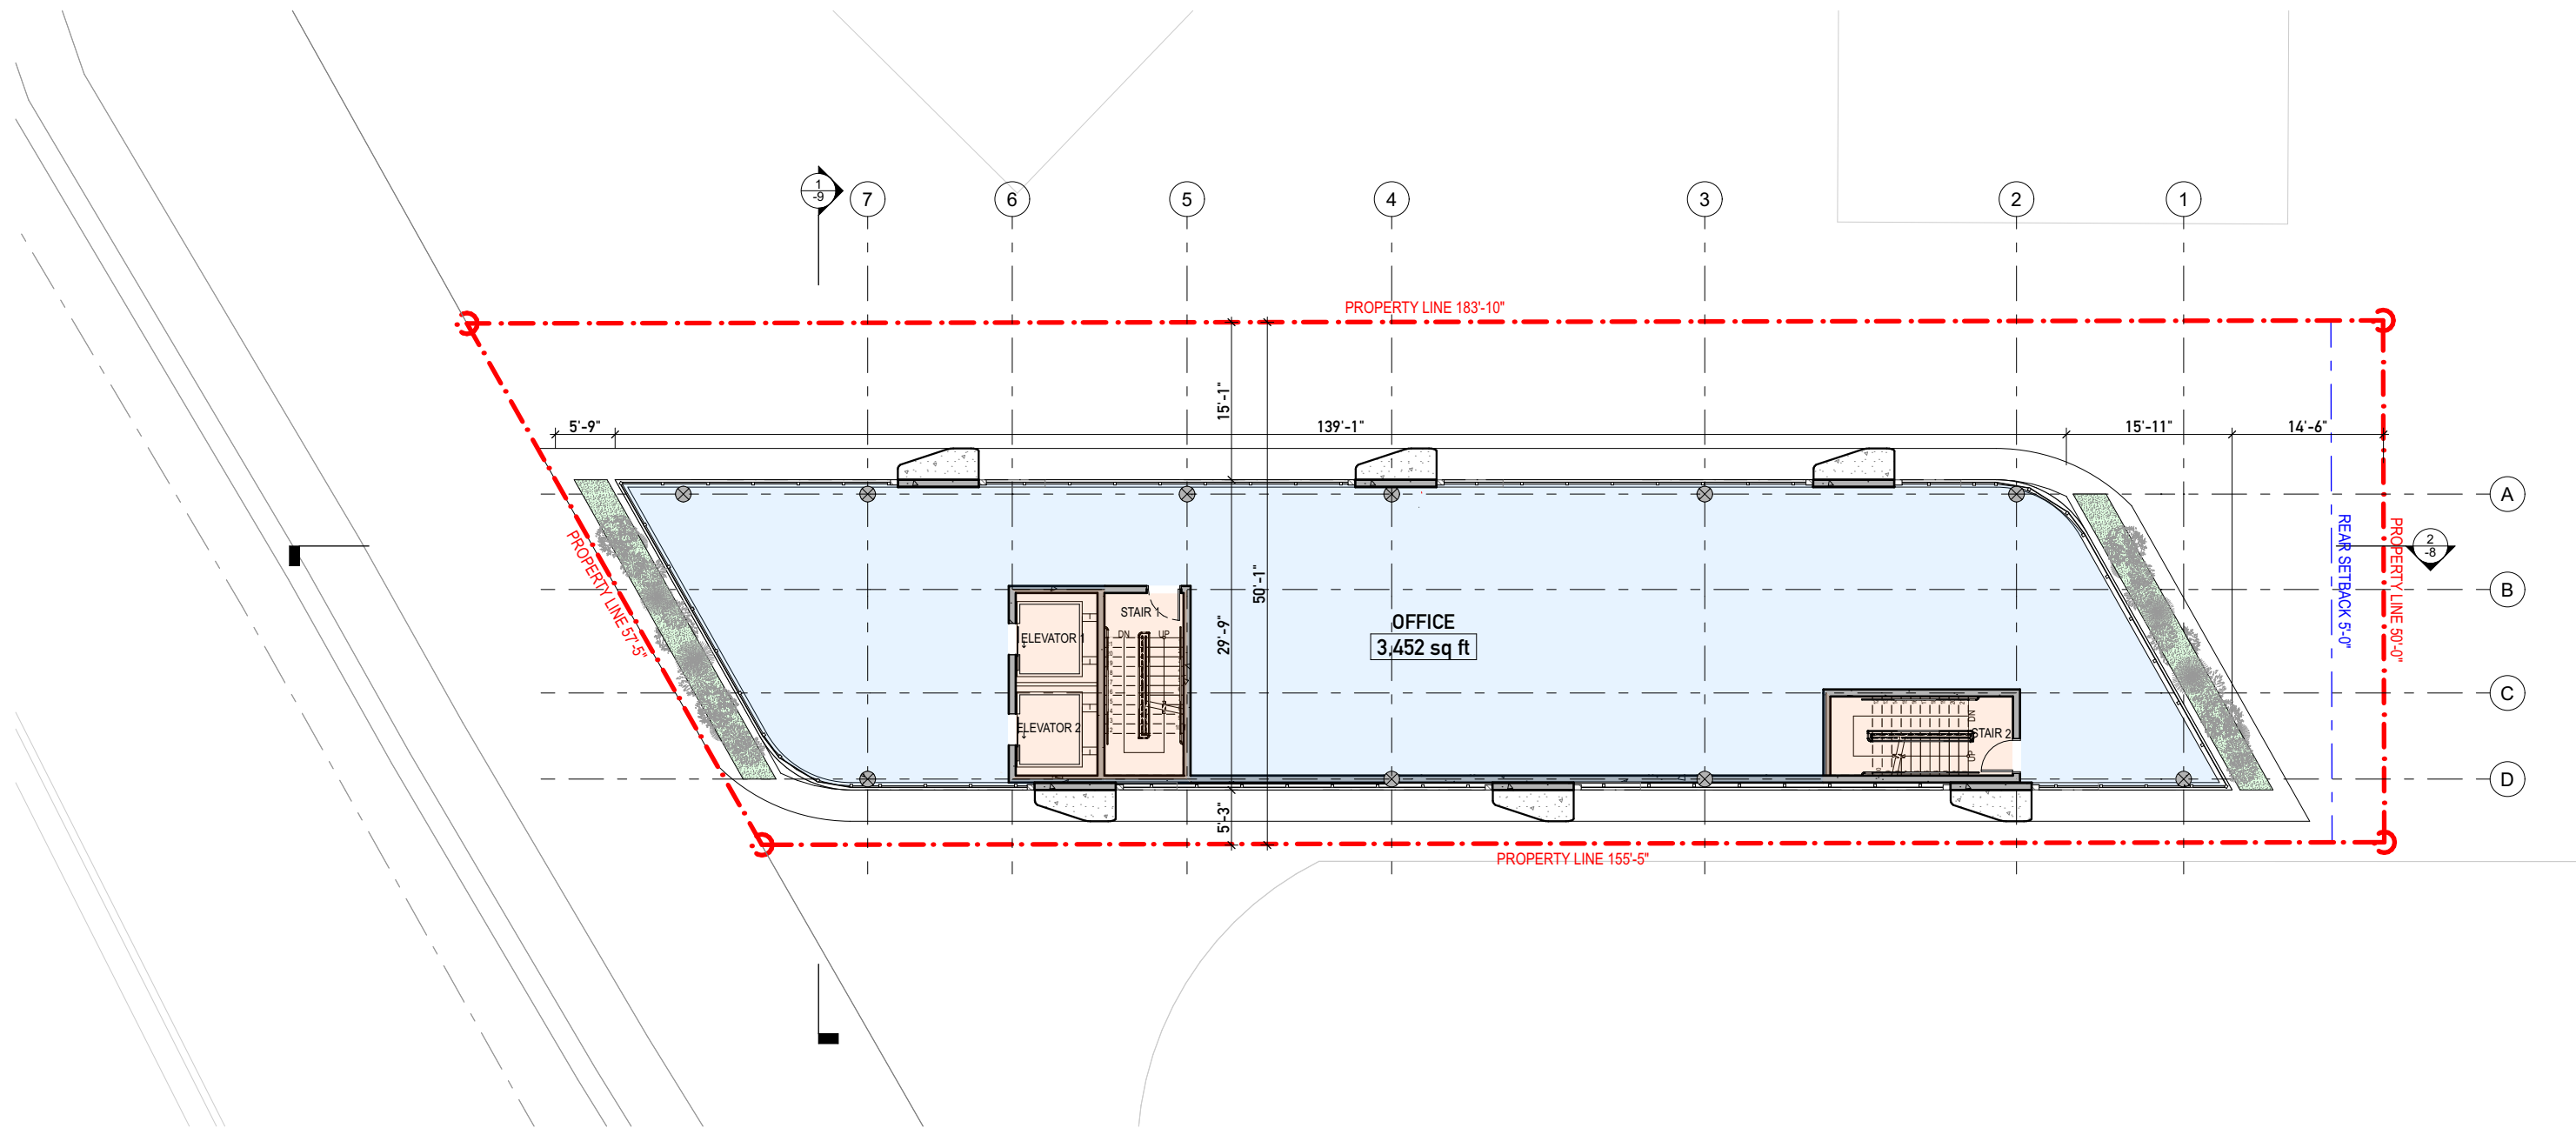 1
-9
7
6
5
4
3
2
1
PROPERTY LINE 183'-10"
15'-1"
5'-9"
139'-1"
15'-11"
14'-6"
A
PROPERTY LINE 57'-5"
REAR SETBACK 5'-0"
PROPERTY LINE 50'-0"
2
-8
50'-1"
B
STAIR 1
DN
UP
ELEVATOR 1
29'-9"
OFFICE
3,452 sq ft
C
ELEVATOR 2
DN
STAIR 2
UP
D
5'-3"
PROPERTY LINE 155'-5"